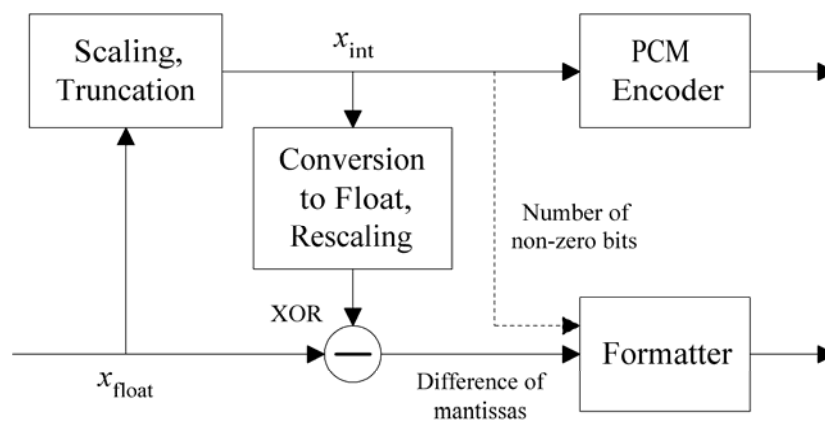 Scaling,
Truncation
x_int
PCM
Encoder
Conversion
to Float,
Rescaling
Number of
non-zero bits
XOR
x_float
Difference of
mantissas
Formatter